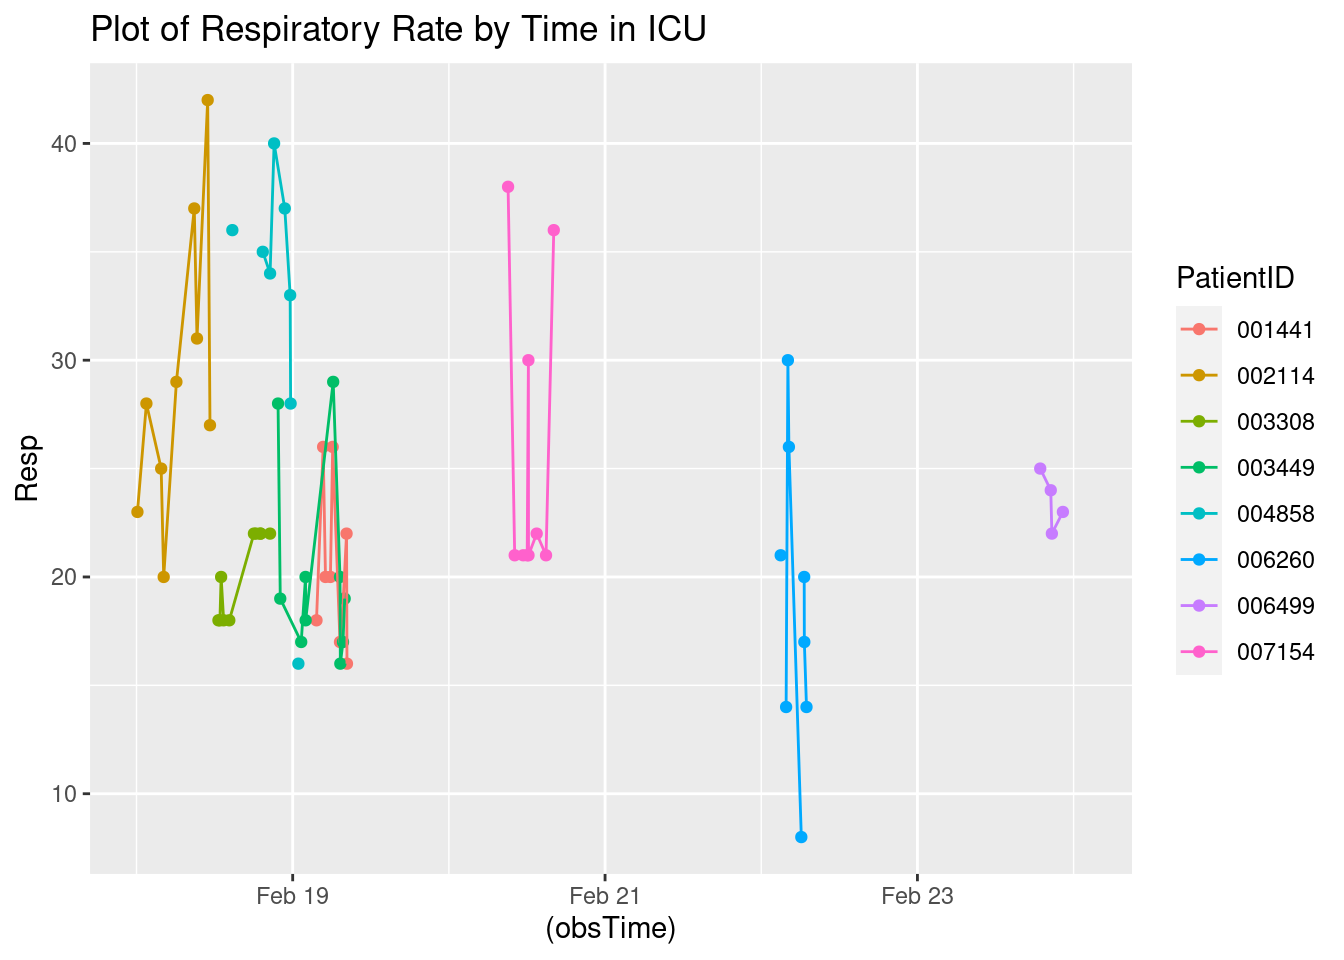 Plot of Respiratory Rate by Time in ICU
40
30
20
10
Resp
Feb 19
Feb 21
Feb 23
(obsTime)
PatientID
001441
002114
003308
003449
004858
006260
006499
007154